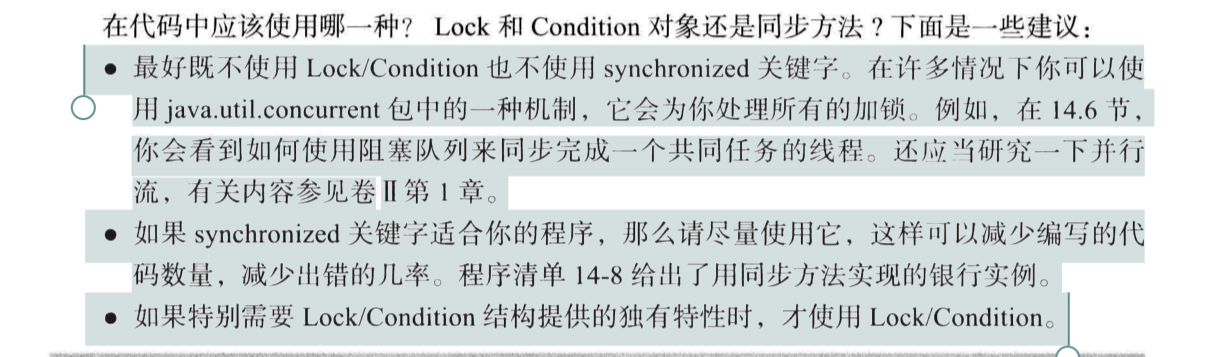 在代码中应该使用哪一种? Lock 和 Condition 对象还是同步方法?下面是一些建议:
● 最好既不使用 Lock/Condition 也不使用 synchronized 关键字。在许多情况下你可以使
用 java.util.concurrent 包中的一种机制,它会为你处理所有的加锁。例如,在 14.6 节,
你会看到如何使用阻塞队列来同步完成一个共同任务的线程。还应当研究一下并行
流,有关内容参见卷Ⅱ第 1 章。
● 如果 synchronized 关键字适合你的程序,那么请尽量使用它,这样可以减少编写的代
码数量,减少出错的几率。程序清单 14-8 给出了用同步方法实现的银行实例。
● 如果特别需要 Lock/Condition 结构提供的独有特性时,才使用 Lock/Condition。